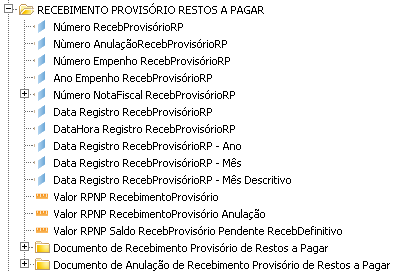 RECEBIMENTO PROVISÓRIO RESTOS A PAGAR
Número RecebProvisórioRP
Nùmero AnulaçãoRecebProvisórioRP
Número Empenho RecebProvisórioRP
Ano Empenho RecebProvisórioRP
Número NotaFiscal RecebProvisórioRP
Data Registro RecebProvisórioRP
DataHora Registro RecebProvisórioRP
Data Registro RecebProvisórioRP - Ano
Data Registro RecebProvisórioRP - Mês
Data Registro RecebProvisórioRP - Mês Descritivo
Valor RPNP RecebimentoProvisório
Valor RPNP RecebimentoProvisório Anulação
Valor RPNP Saldo RecebProvisório Pendente RecebDefinitivo
Documento de Recebimento Provisório de Restos a Pagar
Documento de Anulação de Recebimento Provisório de Restos a Pagar